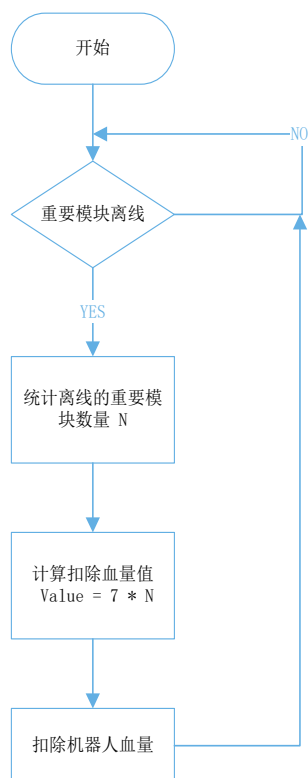 开始
NO
重要模块离线
YES
统计离线的重要模
块数量 N
计算扣除血量值
Value = 7 * N
扣除机器人血量